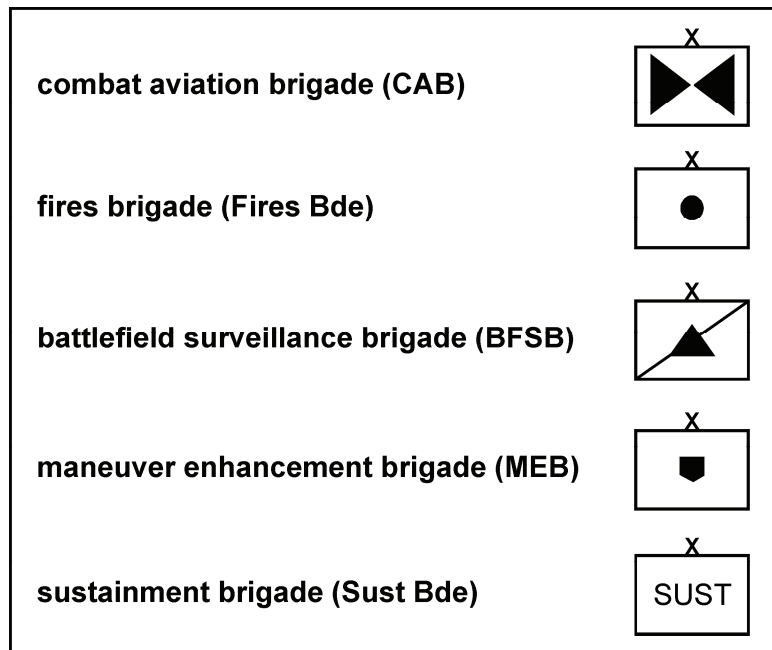 X
combat aviation brigade (CAB)
X
fires brigade (Fires Bde)
X
battlefield surveillance brigade (BFSB)
X
maneuver enhancement brigade (MEB)
X
sustainment brigade (Sust Bde) SUST